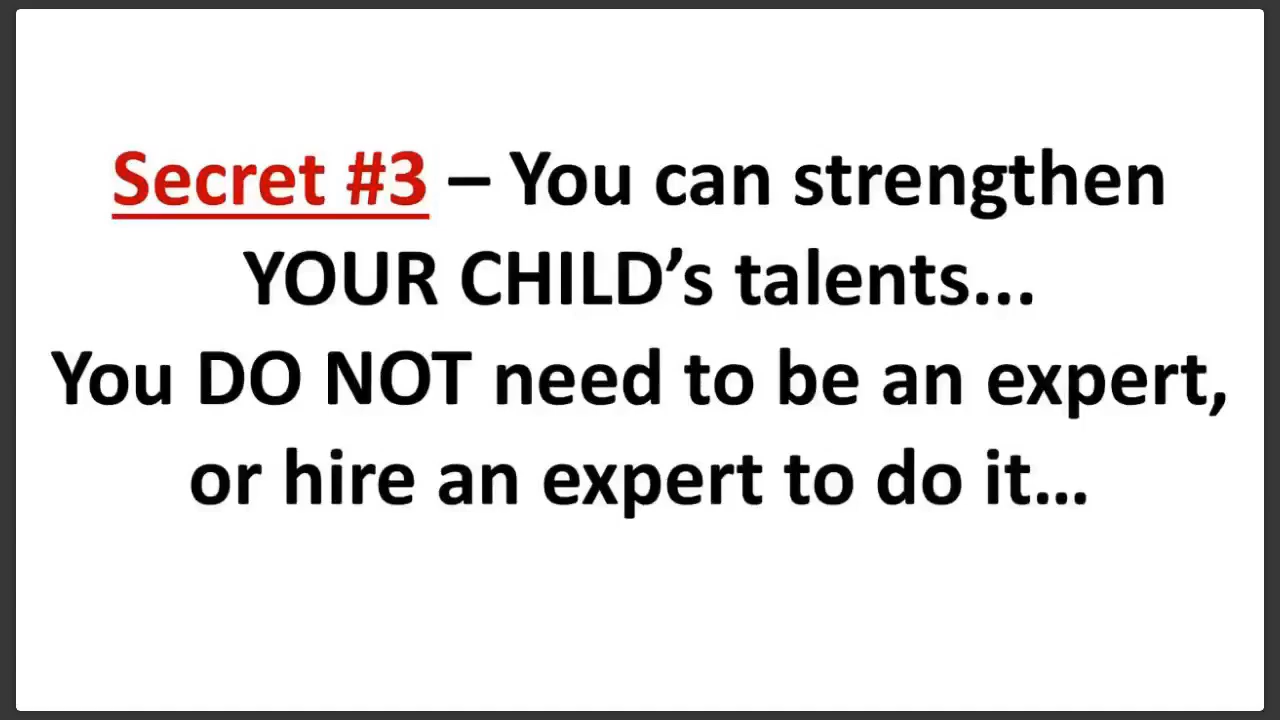 Secret #3 – You can strengthen
YOUR CHILD’s talents...
You DO NOT need to be an expert,
or hire an expert to do it…